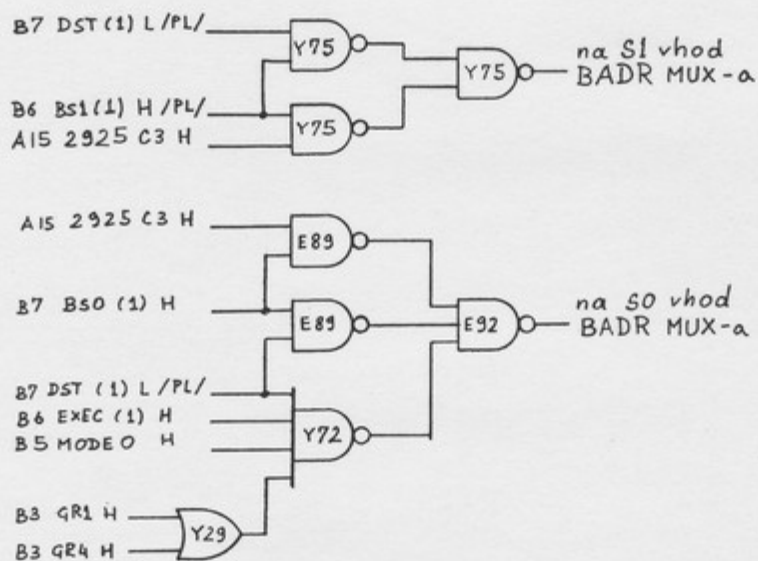 B7 DST (1) L /PL/
Y75
Y75
na S1 vhod
BADR MUX-a
B6 BS1 (1) H /PL/
Y75
A15 2925 C3 H
A15 2925 C3 H
E89
B7 BS0 (1) H
E89
E92
na S0 vhod
BADR MUX-a
B7 DST (1) L /PL/
B6 EXEC (1) H
Y72
B5 MODE 0 H
B3 GR1 H
Y29
B3 GR4 H